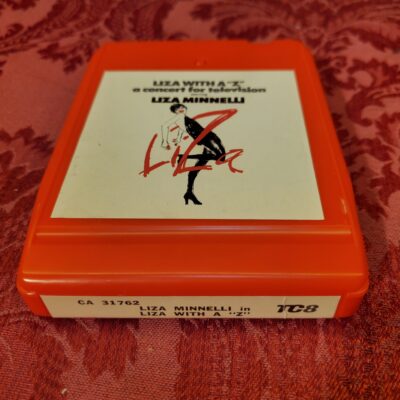 LIZA WITH A "Z"
a concert for television
LIZA MINNELLI
LiZa
CA 31762
LIZA MINNELLI in
LIZA WITH A "Z"
TC8